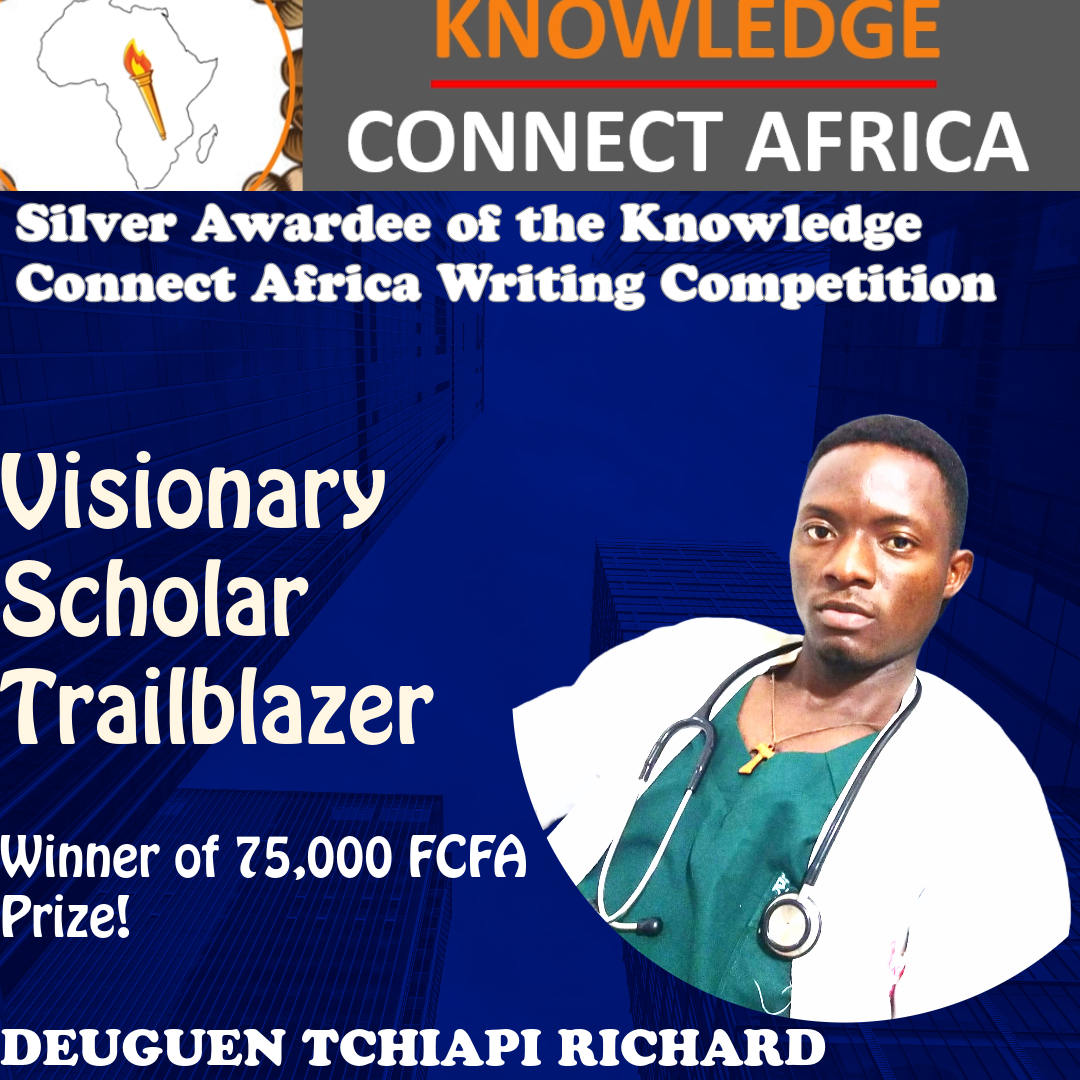 KNOWLEDGE
CONNECT AFRICA
Silver Awardee of the Knowledge
Connect Africa Writing Competition
Visionary
Scholar
Trailblazer
Winner of 75,000 FCFA
Prize!
DEUGUEN TCHIAPI RICHARD